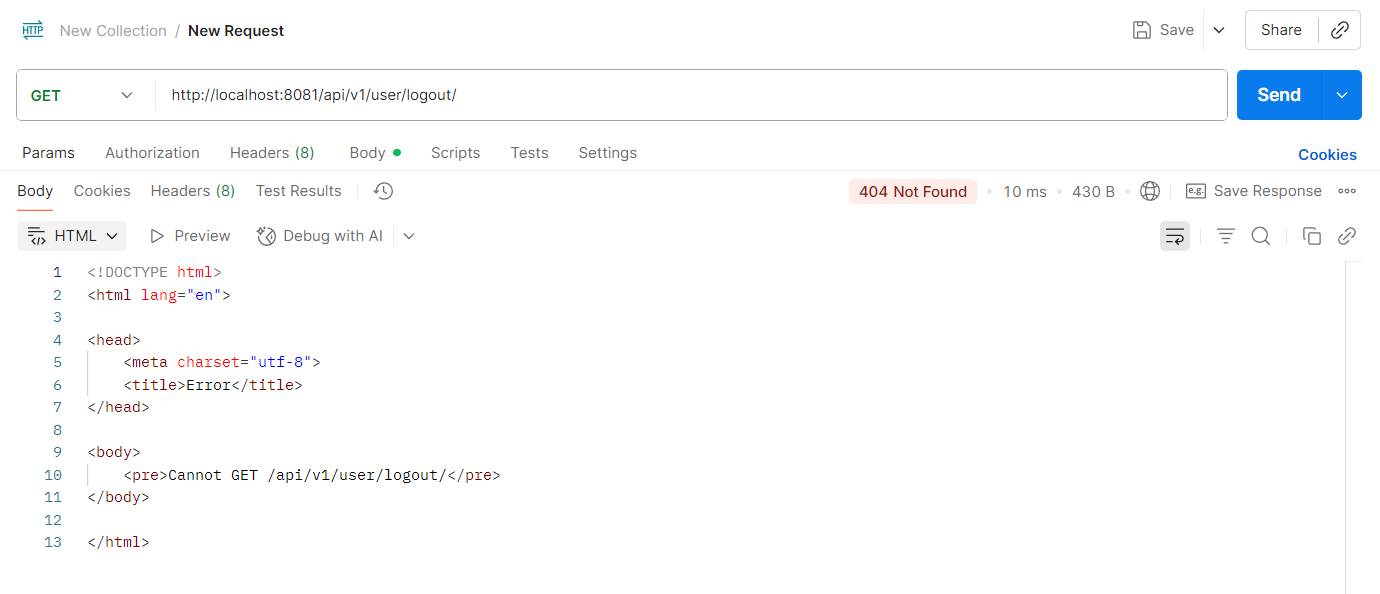 HTTP New Collection / New Request Save Share
GET http://localhost:8081/api/v1/user/logout/ Send
Params Authorization Headers (8) Body Scripts Tests Settings Cookies
Body Cookies Headers (8) Test Results 404 Not Found 10 ms 430 B e.g. Save Response
HTML Preview Debug with AI
1 <!DOCTYPE html>
2 <html lang="en">
3
4 <head>
5 <meta charset="utf-8">
6 <title>Error</title>
7 </head>
8
9 <body>
10 <pre>Cannot GET /api/v1/user/logout/</pre>
11 </body>
12
13 </html>